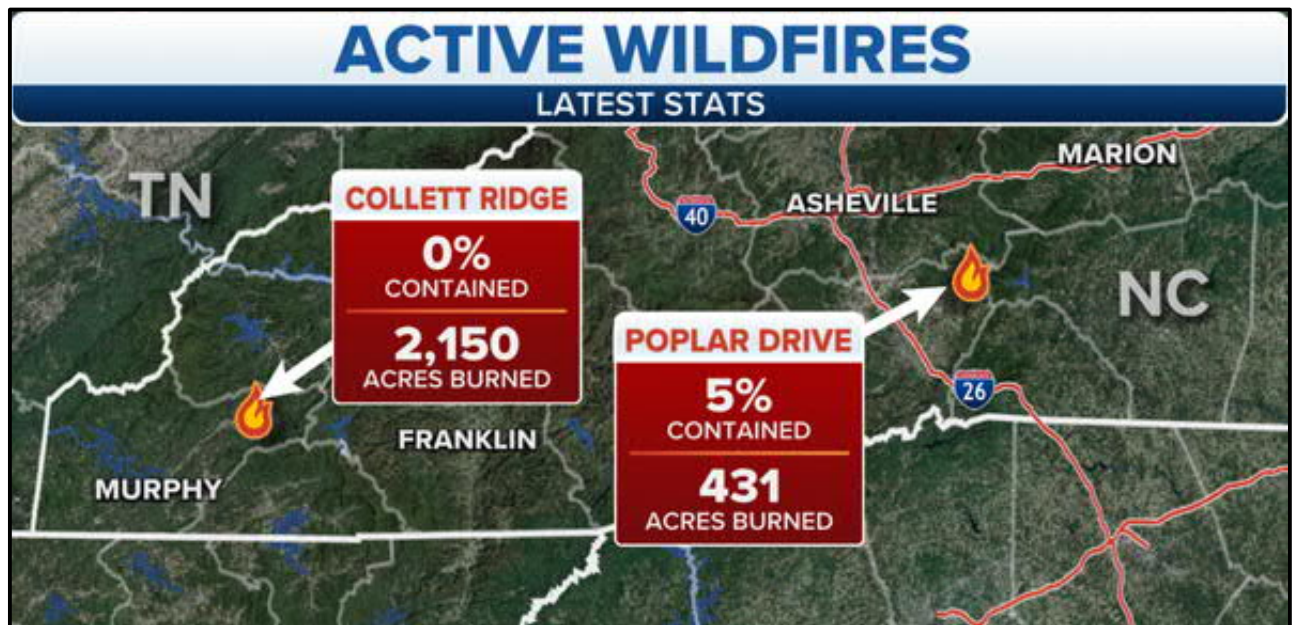 ACTIVE WILDFIRES
LATEST STATS
TN
COLLETT RIDGE
0%
CONTAINED
2,150
ACRES BURNED
40
ASHEVILLE
MARION
NC
POPLAR DRIVE
5%
CONTAINED
431
ACRES BURNED
26
FRANKLIN
MURPHY